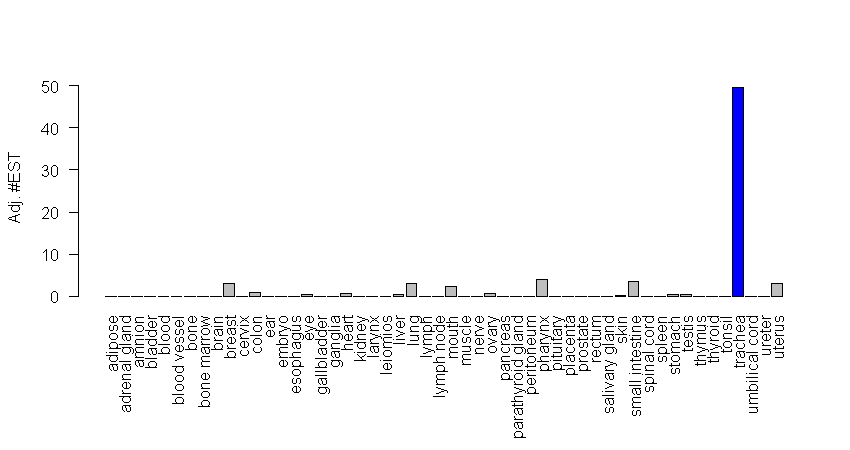 Adj. #EST
50
40
30
20
10
0
adipose
adrenal gland
amnion
bladder
blood
blood vessel
bone
bone marrow
brain
breast
cervix
colon
ear
embryo
esophagus
eye
gallbladder
ganglia
heart
kidney
larynx
leiomios
liver
lung
lymph
lymph node
mouth
muscle
nerve
ovary
pancreas
parathyroid gland
peritoneum
pharynx
pituitary
placenta
prostate
rectum
salivary gland
skin
small intestine
spinal cord
spleen
stomach
testis
thymus
thyroid
tonsil
trachea
umbilical cord
ureter
uterus